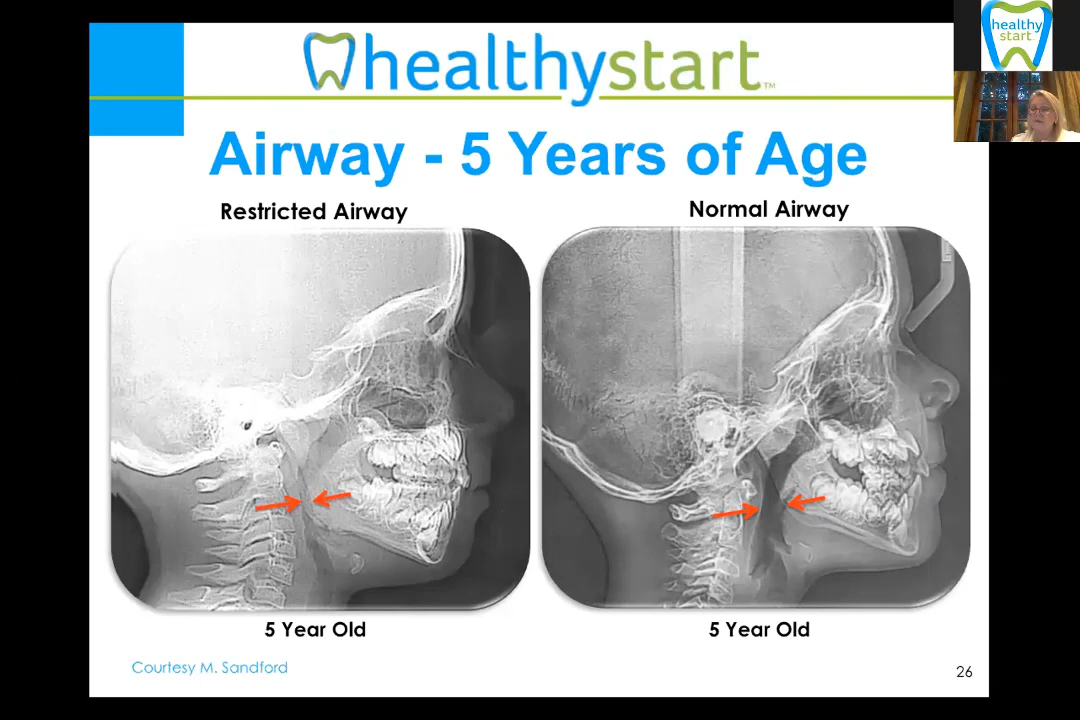 healthystart™
healthy
start
Airway - 5 Years of Age
Restricted Airway
Normal Airway
5 Year Old
5 Year Old
Courtesy M. Sandford
26